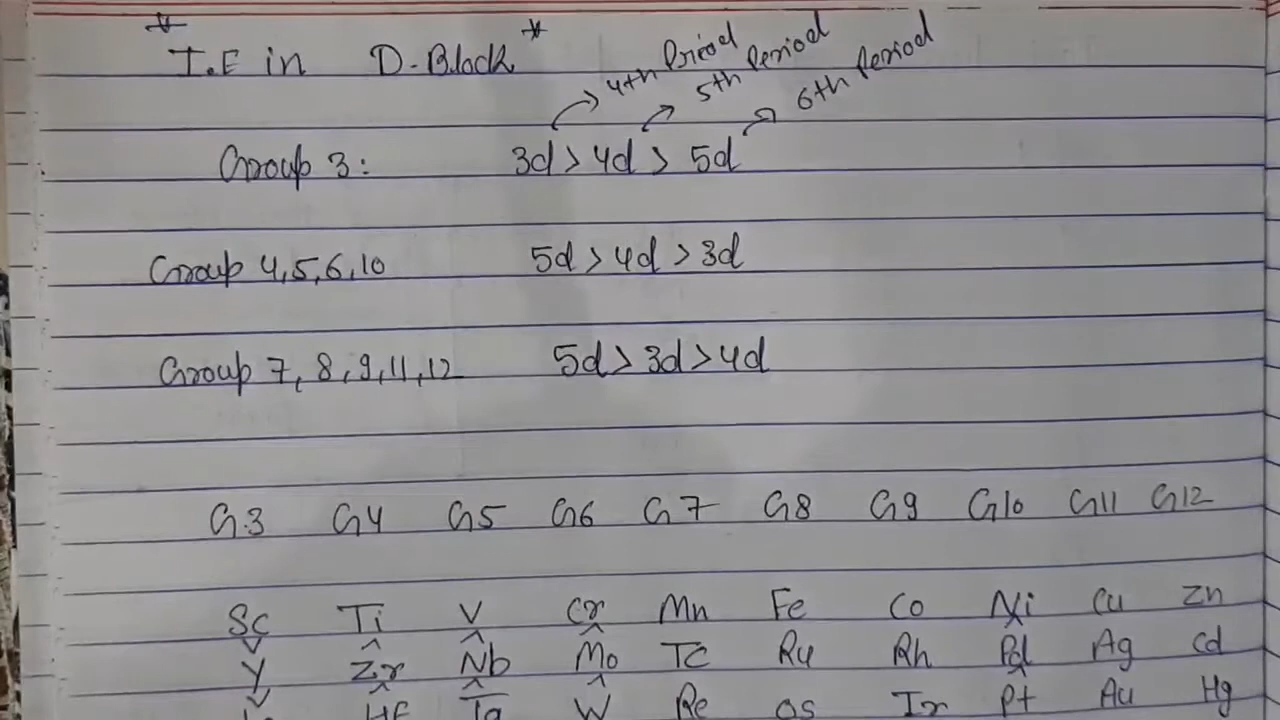 * I.E in D-Block *
4th Priod 5th Period 6th Period
Group 3: 3d > 4d > 5d
Group 4,5,6,10 5d > 4d > 3d
Group 7, 8, 9, 11, 12 5d > 3d > 4d
G.3 G4 G5 G6 G7 G8 G9 G10 G11 G12
Sc Ti V Cr Mn Fe Co Ni Cu Zn
Y Zr Nb Mo Tc Ru Rh Pd Ag Cd
Hf Ta W Re Os Ir Pt Au Hg